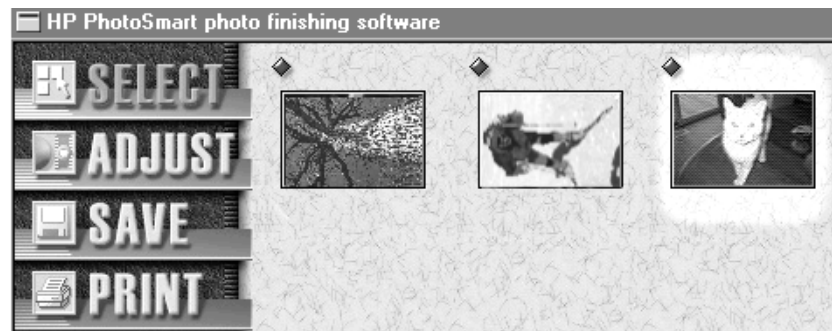 HP PhotoSmart photo finishing software
SELECT
ADJUST
SAVE
PRINT